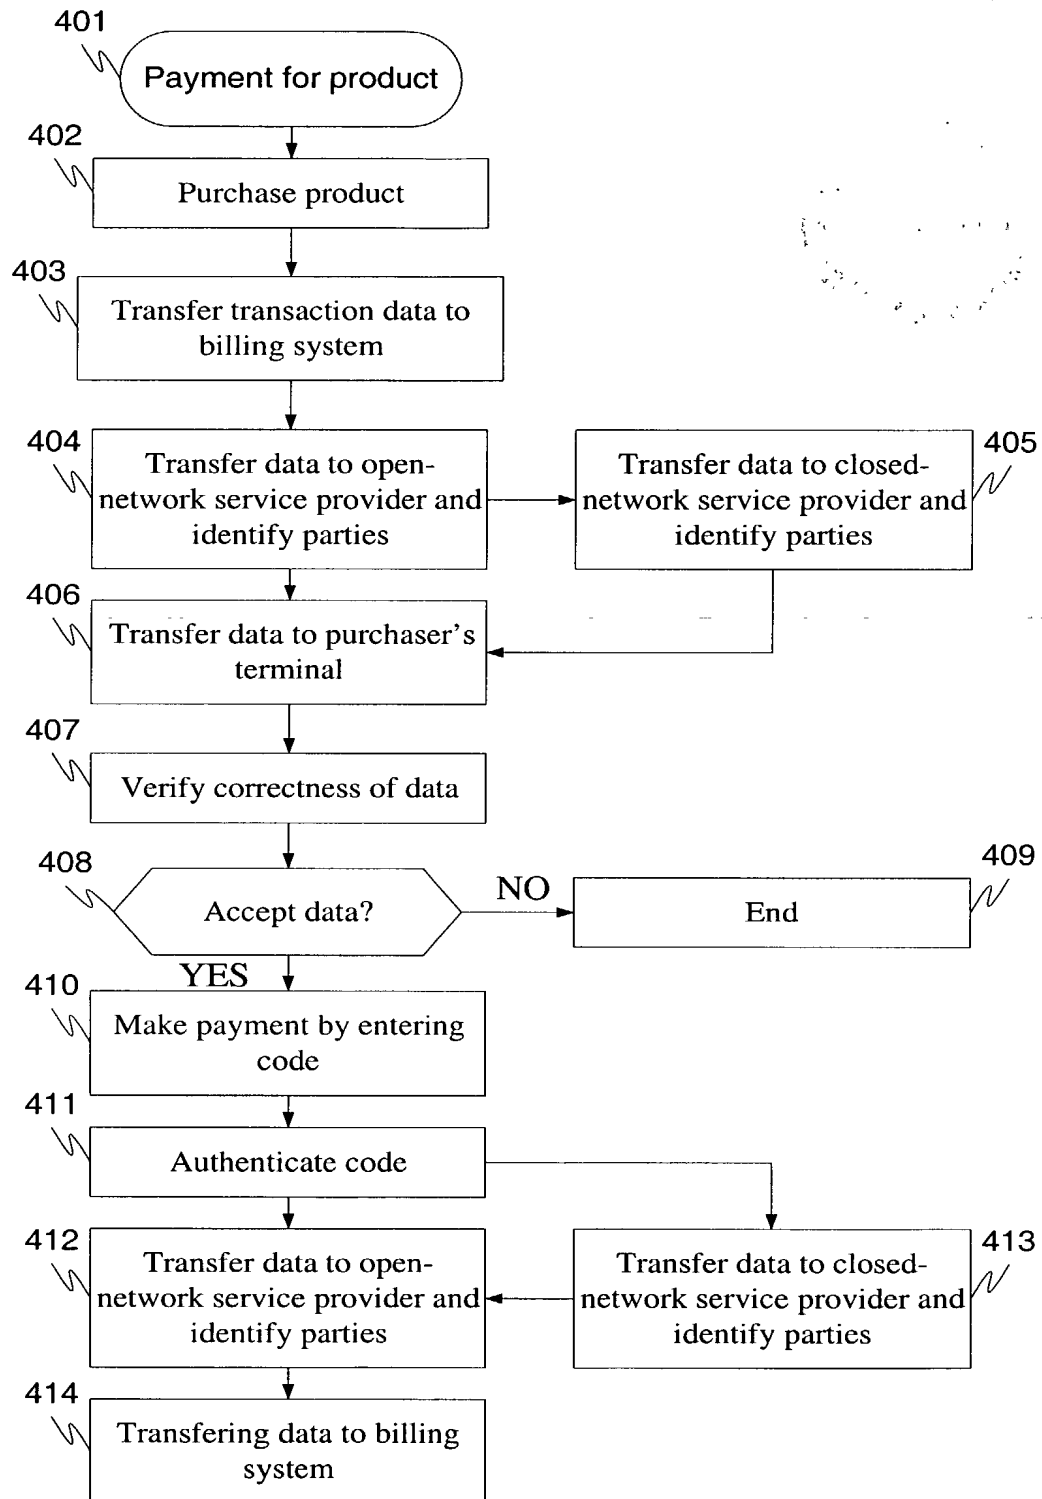 401
Payment for product
402
Purchase product
403
Transfer transaction data to
billing system
404
Transfer data to open-
network service provider and
identify parties
405
Transfer data to closed-
network service provider and
identify parties
406
Transfer data to purchaser's
terminal
407
Verify correctness of data
408
Accept data?
NO
409
End
YES
410
Make payment by entering
code
411
Authenticate code
412
Transfer data to open-
network service provider and
identify parties
413
Transfer data to closed-
network service provider and
identify parties
414
Transfering data to billing
system